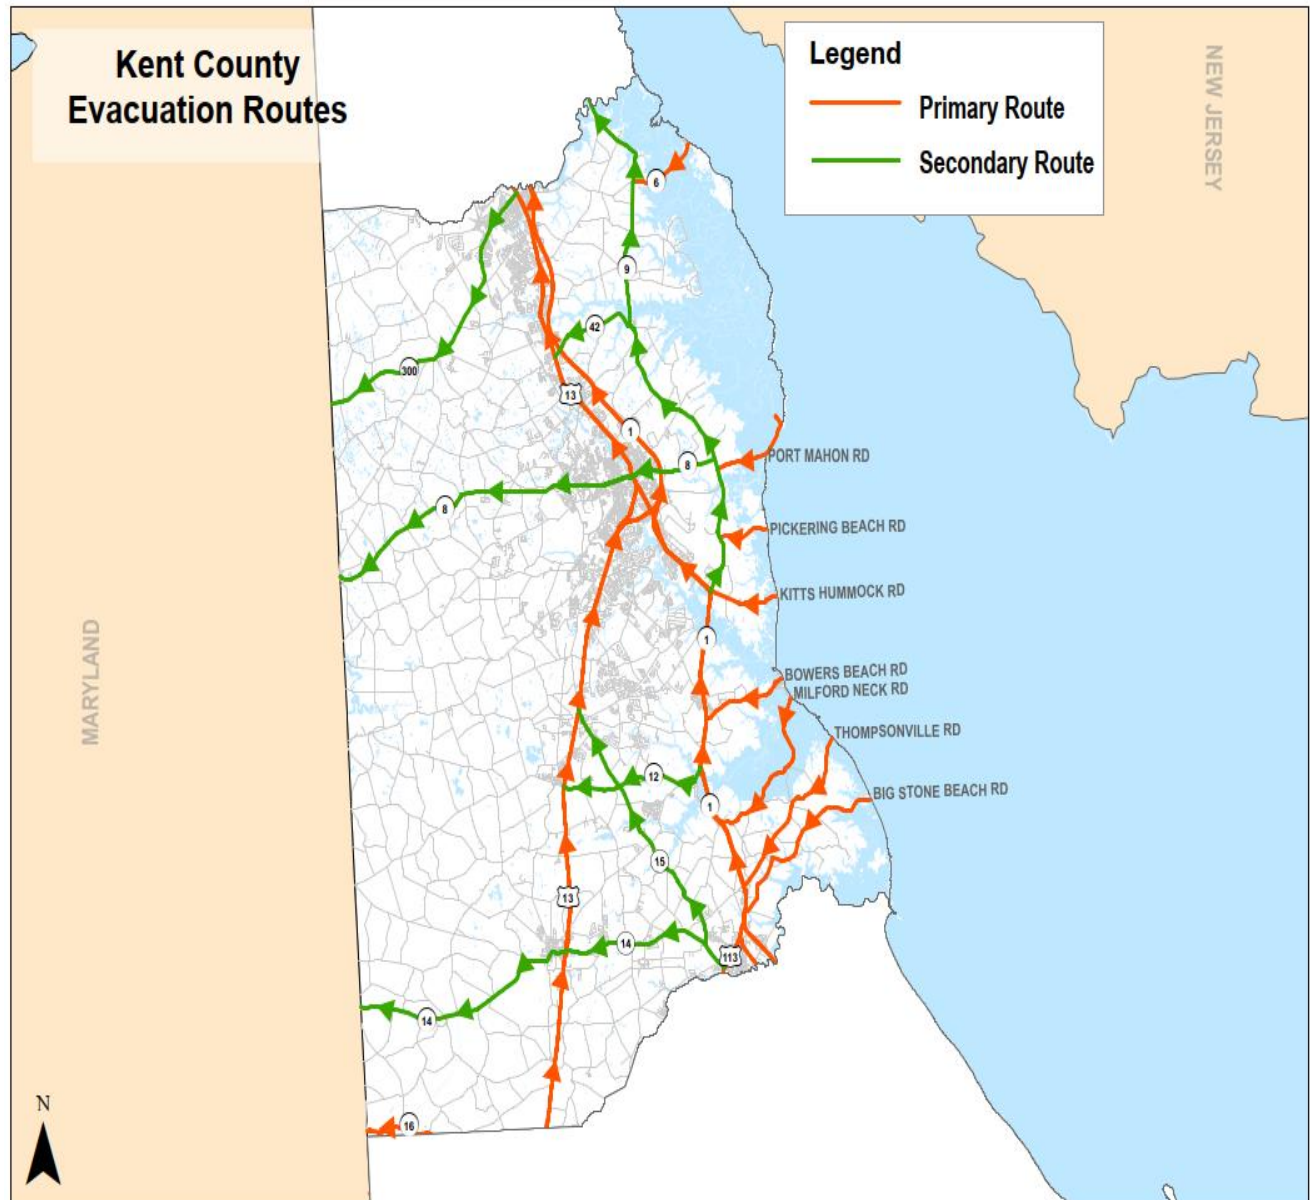 Kent County
Evacuation Routes
Legend
Primary Route
Secondary Route
NEW JERSEY
6
9
42
300
13
1
8
PORT MAHON RD
8
PICKERING BEACH RD
KITTS HUMMOCK RD
1
MARYLAND
BOWERS BEACH RD
MILFORD NECK RD
THOMPSONVILLE RD
12
BIG STONE BEACH RD
1
15
13
14
113
14
N
16